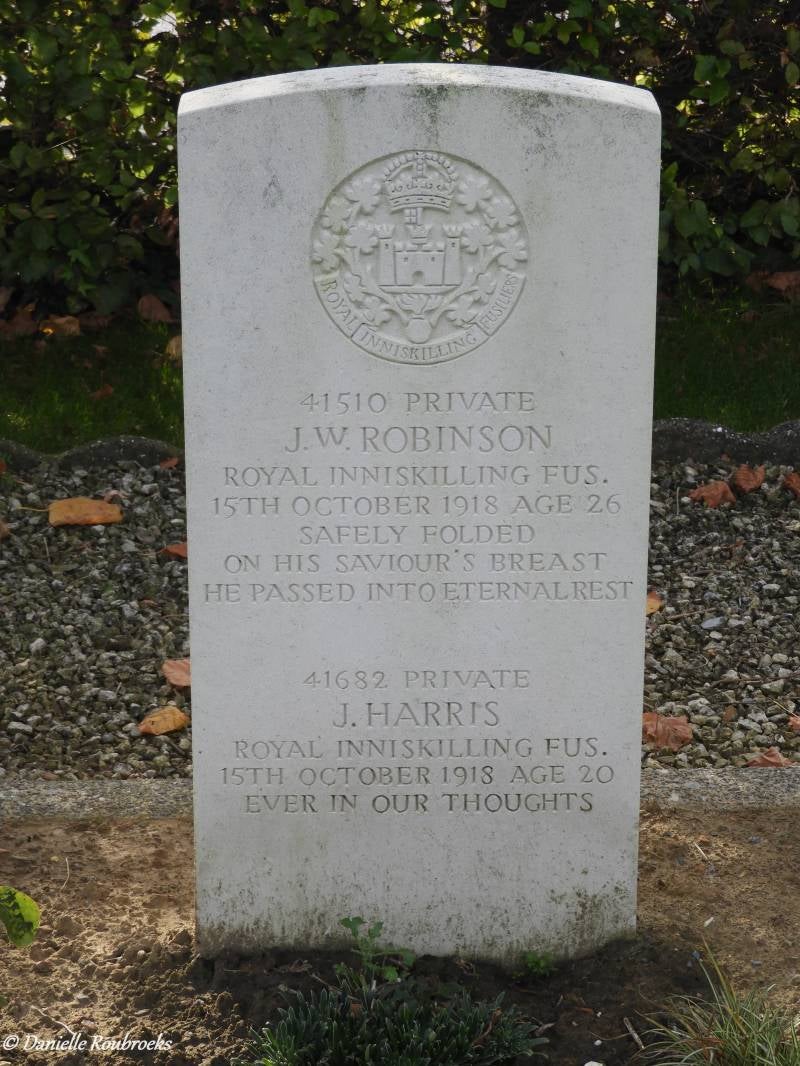 ROYAL INNISKILLING FUSILIERS
41510 PRIVATE
J.W. ROBINSON
ROYAL INNISKILLING FUS.
15TH OCTOBER 1918 AGE 26
SAFELY FOLDED
ON HIS SAVIOUR'S BREAST
HE PASSED INTO ETERNAL REST
41682 PRIVATE
J. HARRIS
ROYAL INNISKILLING FUS.
15TH OCTOBER 1918 AGE 20
EVER IN OUR THOUGHTS
© Danielle Roubroeks